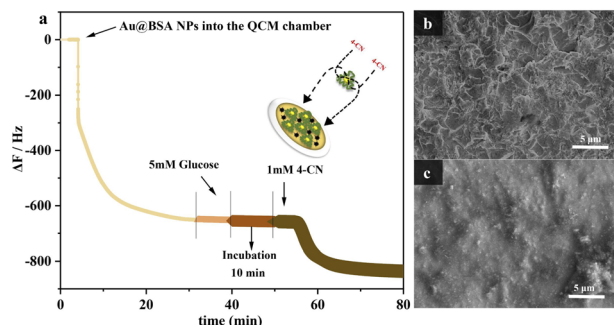 a
Au@BSA NPs into the QCM chamber
0
-200
-400
-600
-800
ΔF / Hz
4-CN
4-CN
5mM Glucose
1mM 4-CN
Incubation
10 min
0
20
40
60
80
time (min)
b
5 μm
c
5 μm